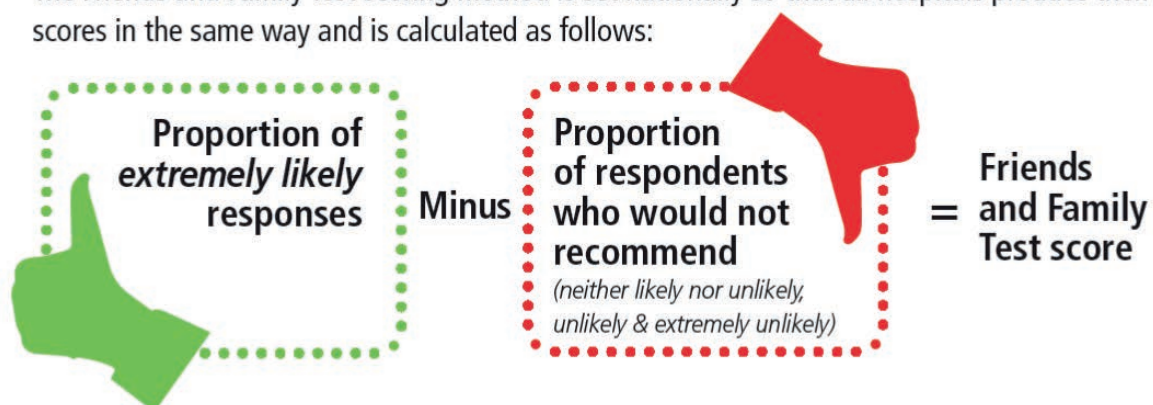 scores in the same way and is calculated as follows:
Proportion of
extremely likely
responses
Minus
Proportion
of respondents
who would not
recommend
(neither likely nor unlikely,
unlikely & extremely unlikely)
=
Friends
and Family
Test score